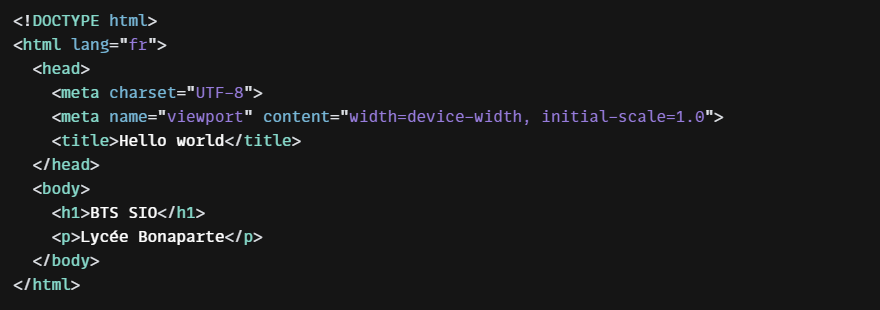 <!DOCTYPE html>
<html lang="fr">
  <head>
    <meta charset="UTF-8">
    <meta name="viewport" content="width=device-width, initial-scale=1.0">
    <title>Hello world</title>
  </head>
  <body>
    <h1>BTS SIO</h1>
    <p>Lycée Bonaparte</p>
  </body>
</html>